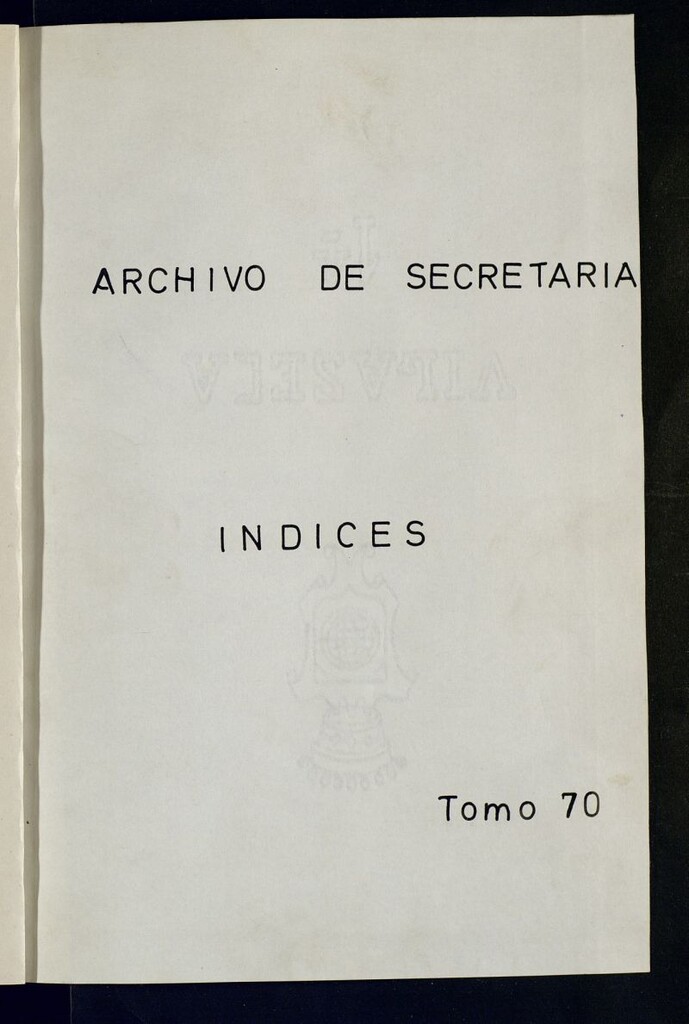 ARCHIVO DE SECRETARIA
INDICES
Tomo 70